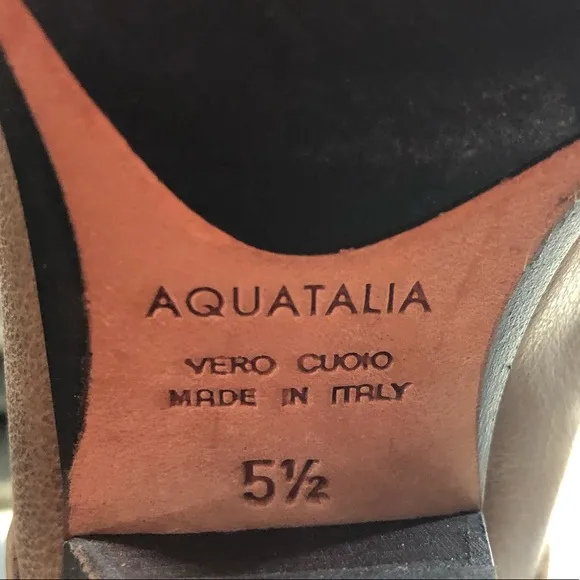 AQUATALIA
VERO CUOIO
MADE IN ITALY
5½